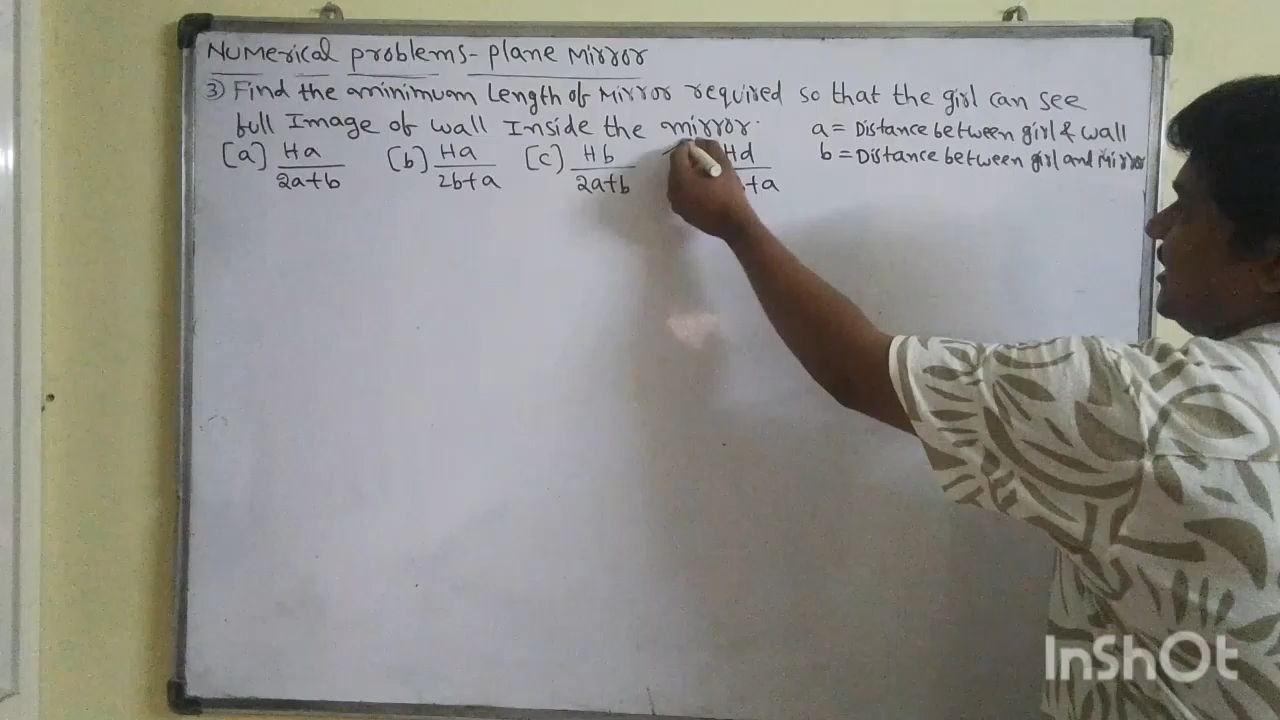 Numerical problems - plane Mirror
3) Find the minimum Length of Mirror required so that the girl can see
full Image of wall Inside the mirror. a = Distance between girl & wall
[a] Ha [b] Ha [c] Hb Hd b = Distance between girl and Mirror
2a+b 2b+a 2a+b +a
InShOt